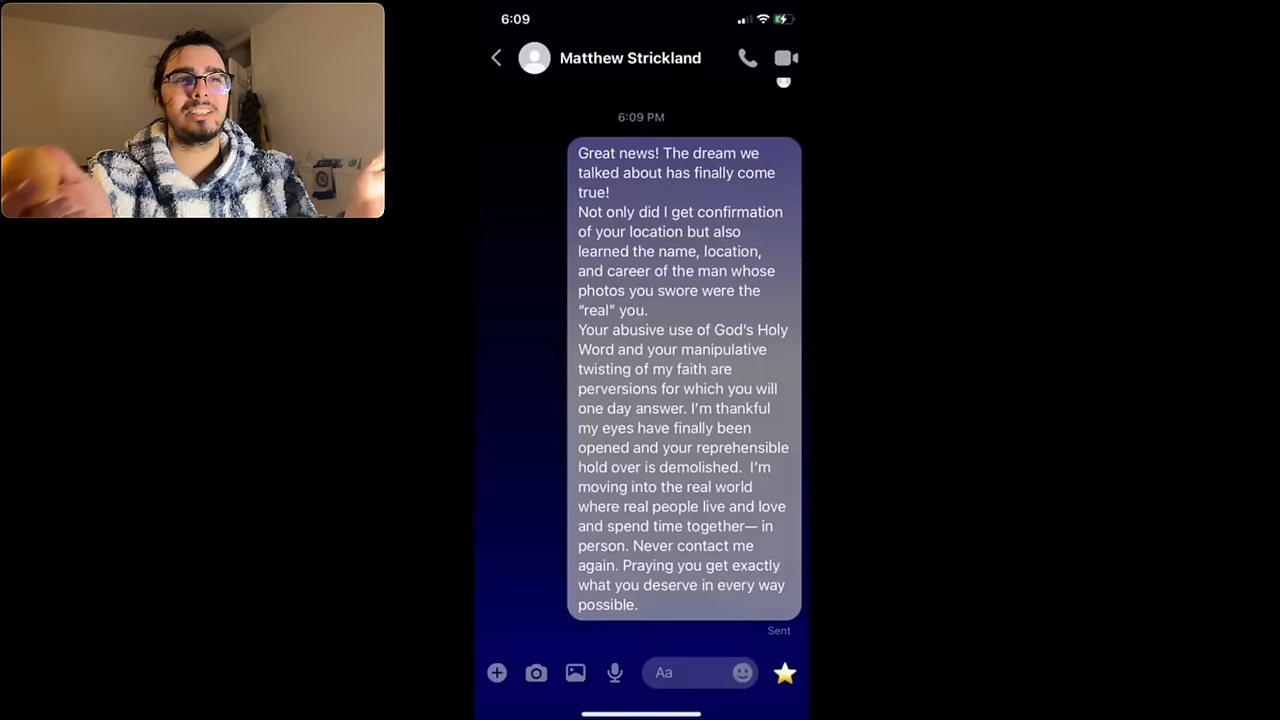 6:09
Matthew Strickland
6:09 PM
Great news! The dream we
talked about has finally come
true!
Not only did I get confirmation
of your location but also
learned the name, location,
and career of the man whose
photos you swore were the
“real” you.
Your abusive use of God’s Holy
Word and your manipulative
twisting of my faith are
perversions for which you will
one day answer. I’m thankful
my eyes have finally been
opened and your reprehensible
hold over is demolished.  I’m
moving into the real world
where real people live and love
and spend time together— in
person. Never contact me
again. Praying you get exactly
what you deserve in every way
possible.
Sent
Aa